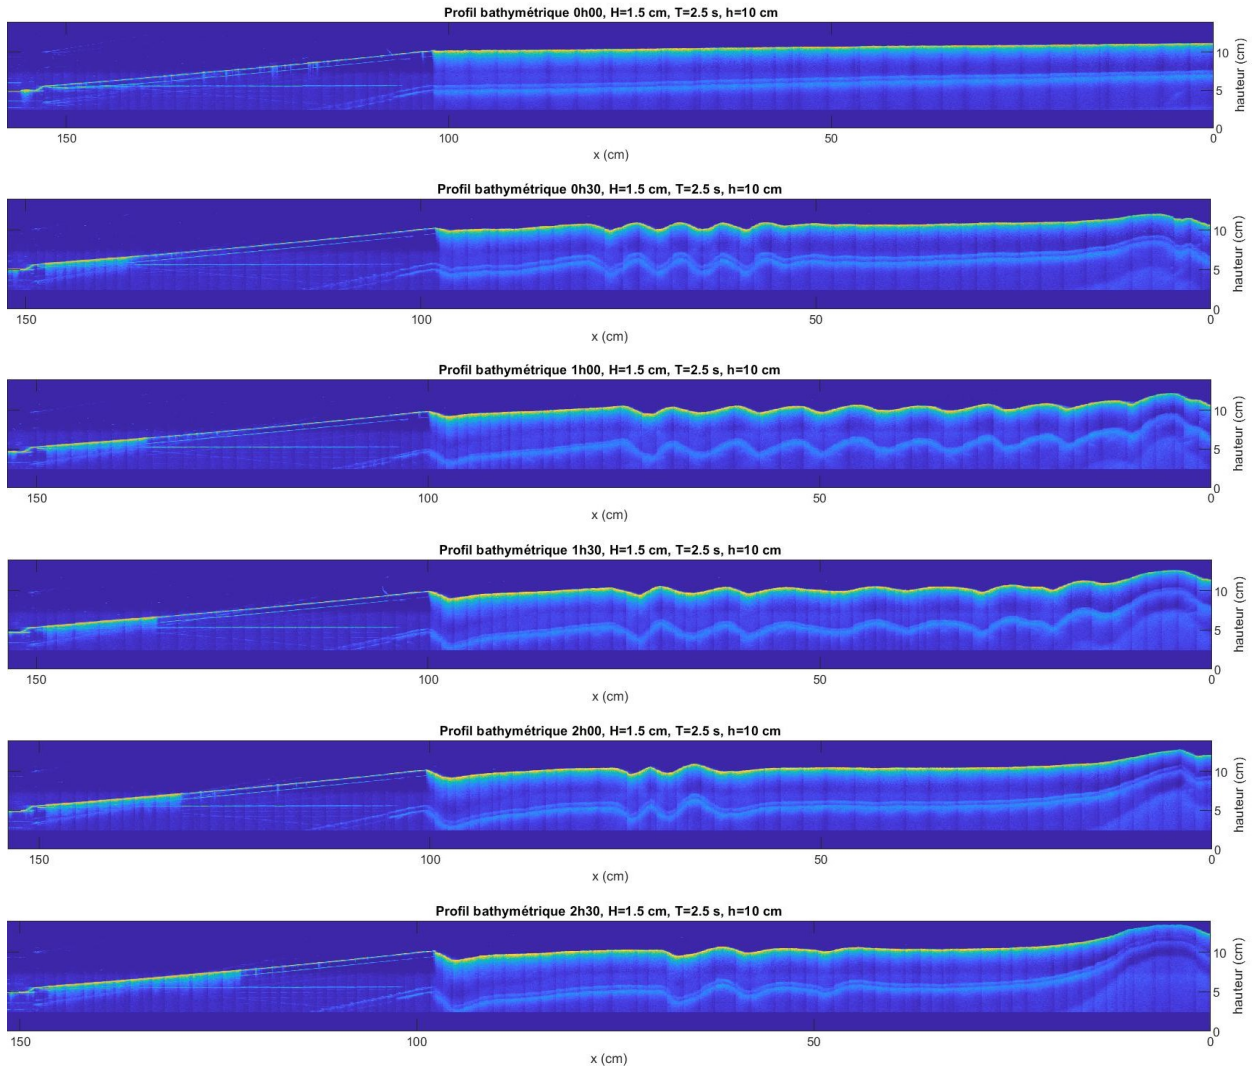 Profil bathymétrique 0h00, H=1.5 cm, T=2.5 s, h=10 cm
10
5
0
hauteur (cm)
150 100 50 0
x (cm)
Profil bathymétrique 0h30, H=1.5 cm, T=2.5 s, h=10 cm
10
5
0
hauteur (cm)
150 100 50 0
x (cm)
Profil bathymétrique 1h00, H=1.5 cm, T=2.5 s, h=10 cm
10
5
0
hauteur (cm)
150 100 50 0
x (cm)
Profil bathymétrique 1h30, H=1.5 cm, T=2.5 s, h=10 cm
10
5
0
hauteur (cm)
150 100 50 0
x (cm)
Profil bathymétrique 2h00, H=1.5 cm, T=2.5 s, h=10 cm
10
5
0
hauteur (cm)
150 100 50 0
x (cm)
Profil bathymétrique 2h30, H=1.5 cm, T=2.5 s, h=10 cm
10
5
0
hauteur (cm)
150 100 50 0
x (cm)